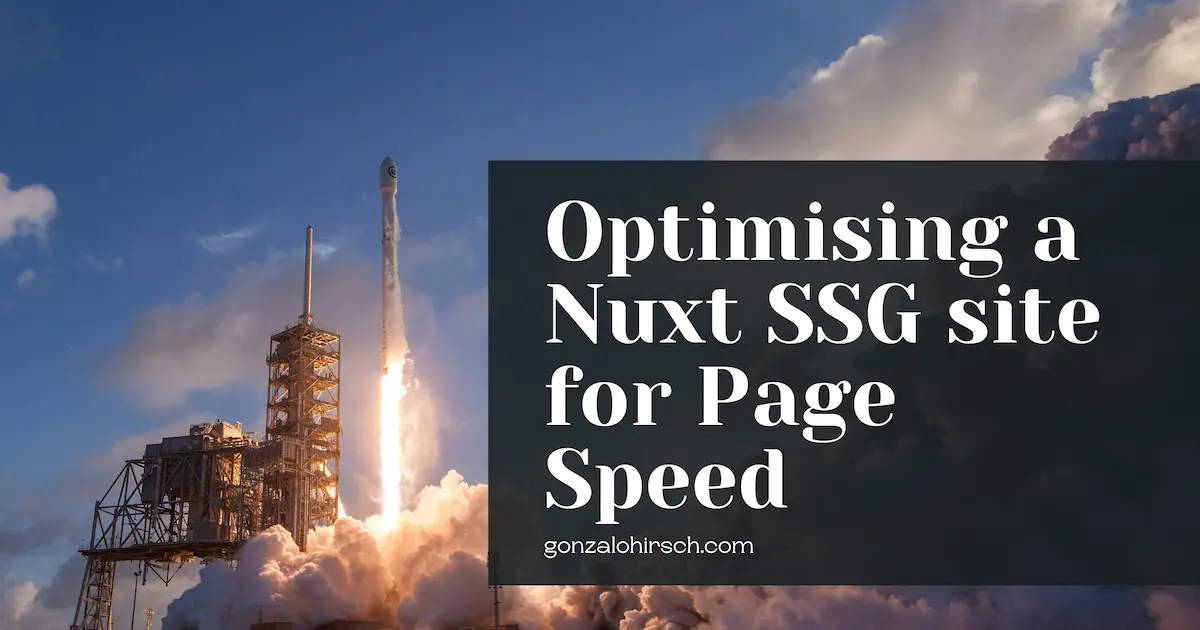 Optimising a
Nuxt SSG site
for Page
Speed
gonzalohirsch.com